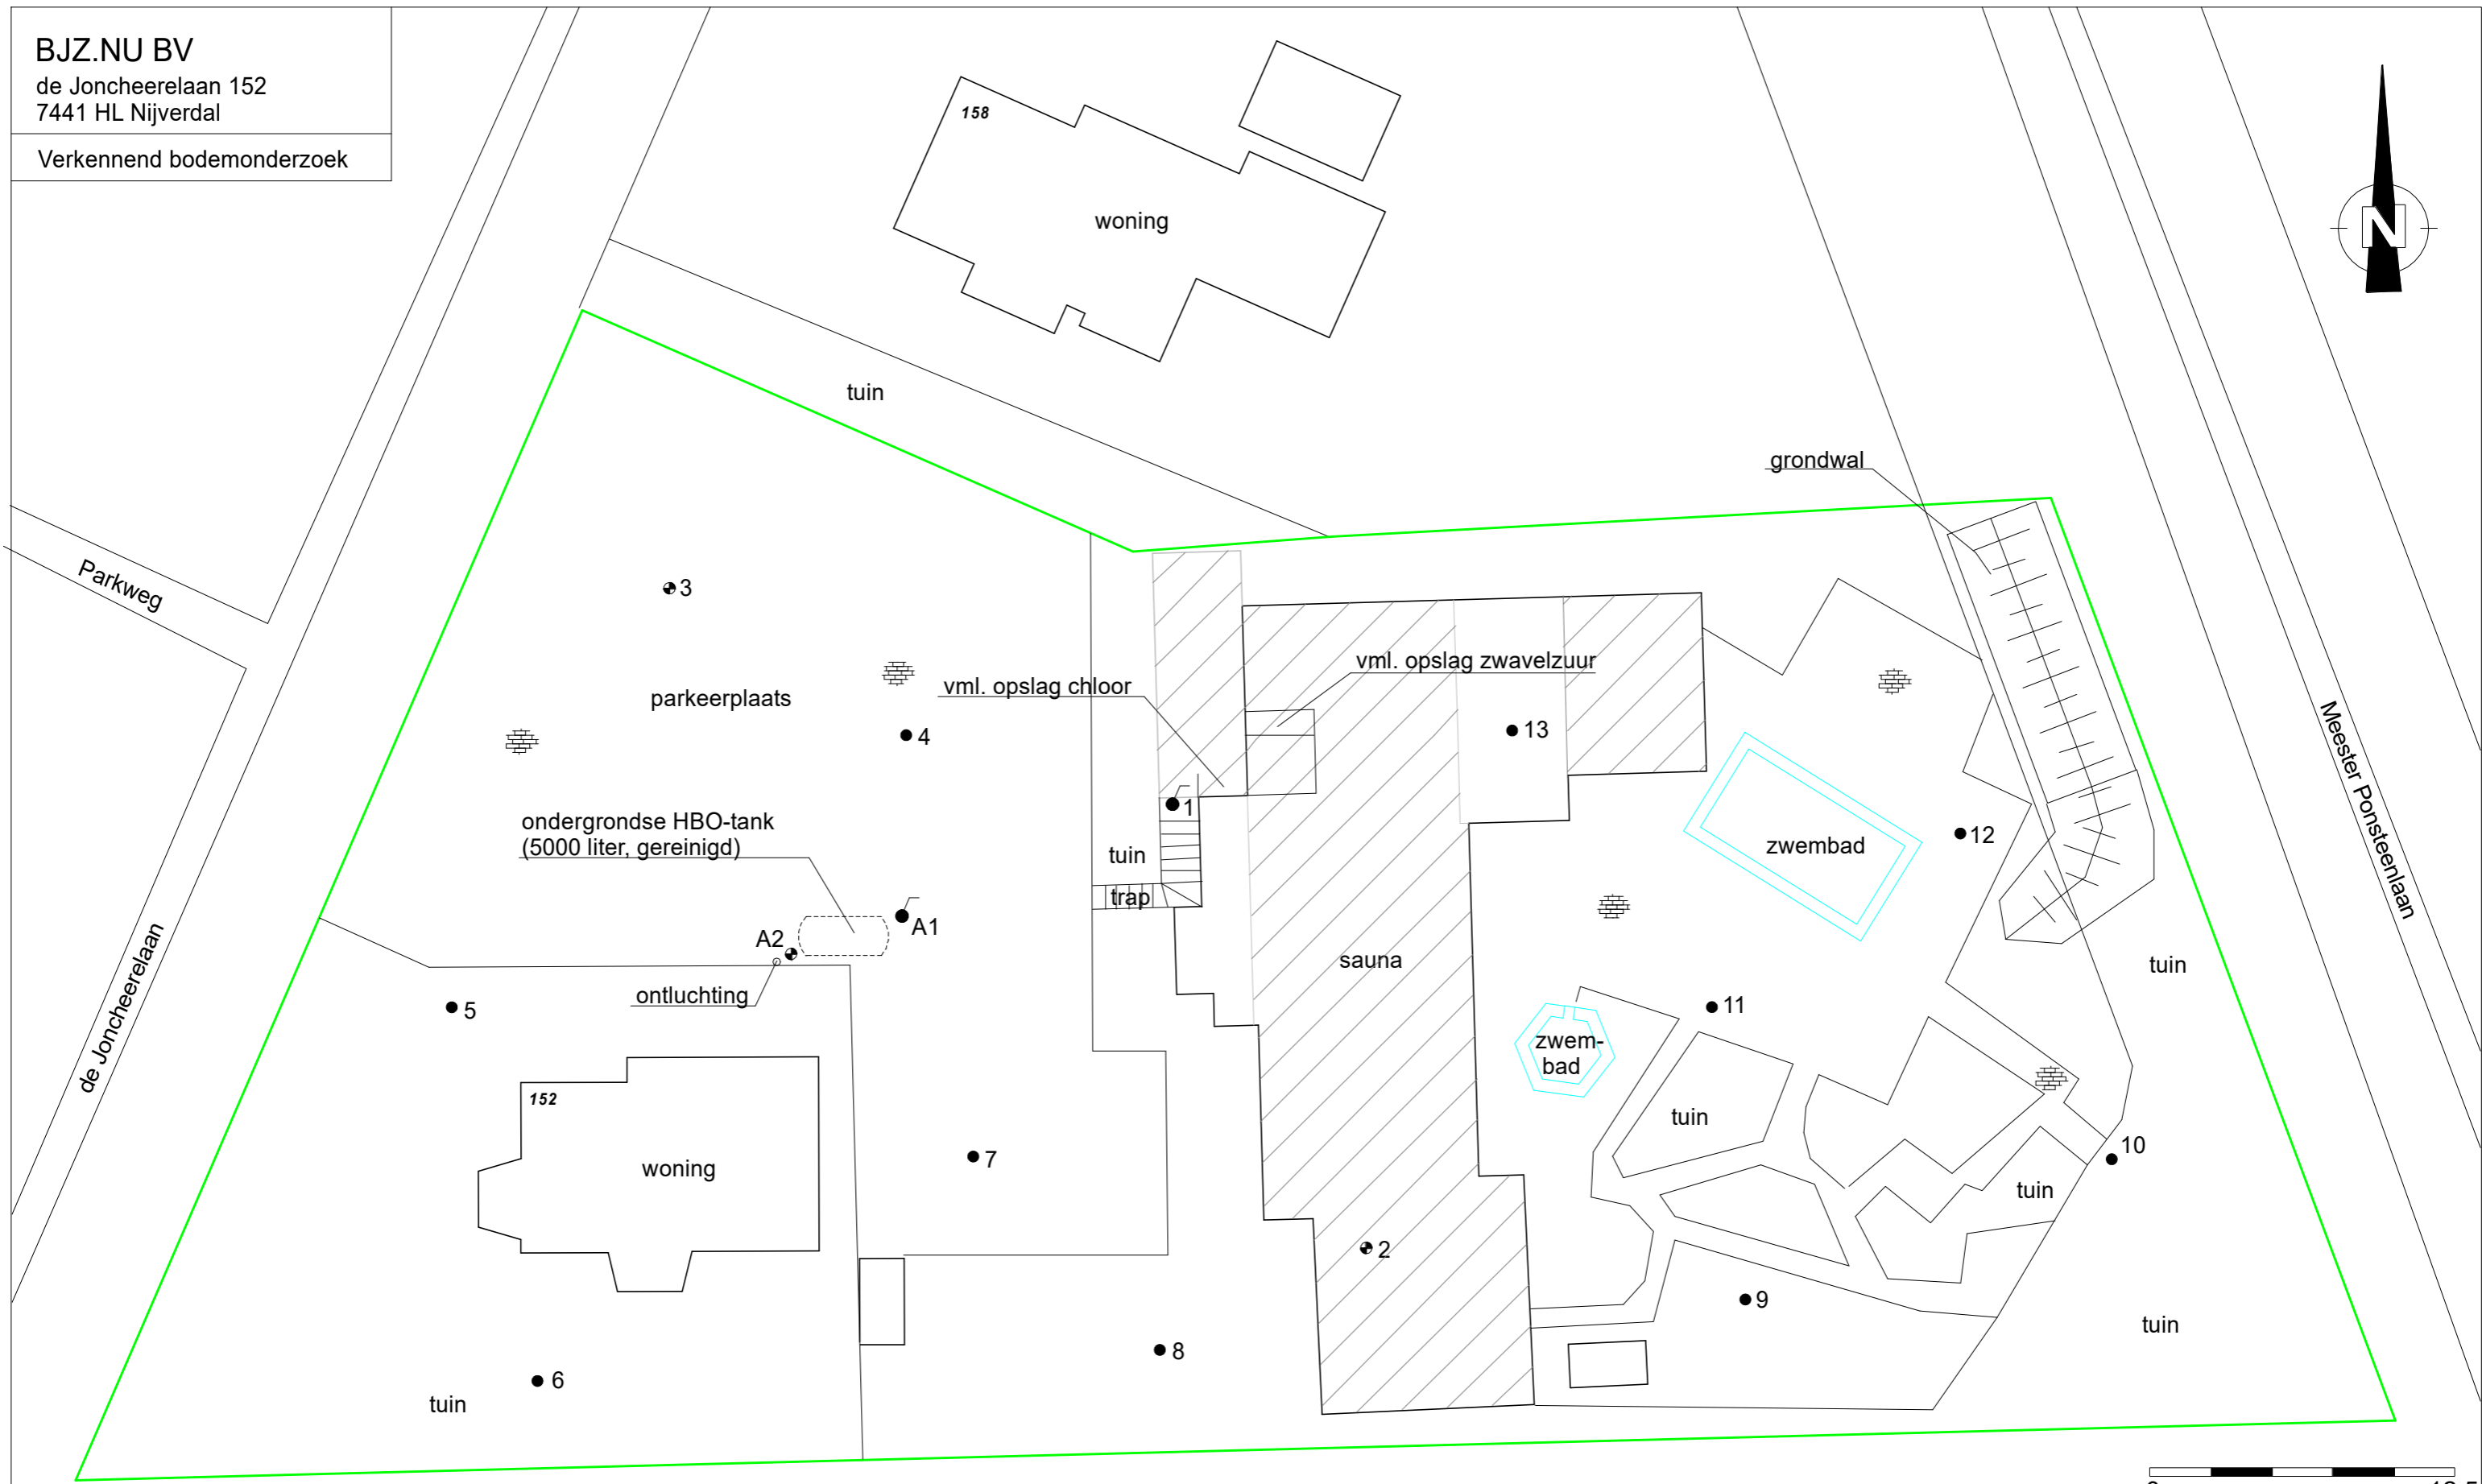 BJZ.NU BV
de Joncheerelaan 152
7441 HL Nijverdal
Verkennend bodemonderzoek
158
woning
N
tuin
grondwal
Parkweg
3
vml. opslag zwavelzuur
vml. opslag chloor
parkeerplaats
4
13
Meester Ponsteenlaan
1
ondergrondse HBO-tank
(5000 liter, gereinigd)
tuin
zwembad
12
trap
A1
A2
sauna
tuin
de Joncheerelaan
ontluchting
5
11
zwem-
bad
152
tuin
woning
7
10
tuin
2
9
tuin
8
6
tuin